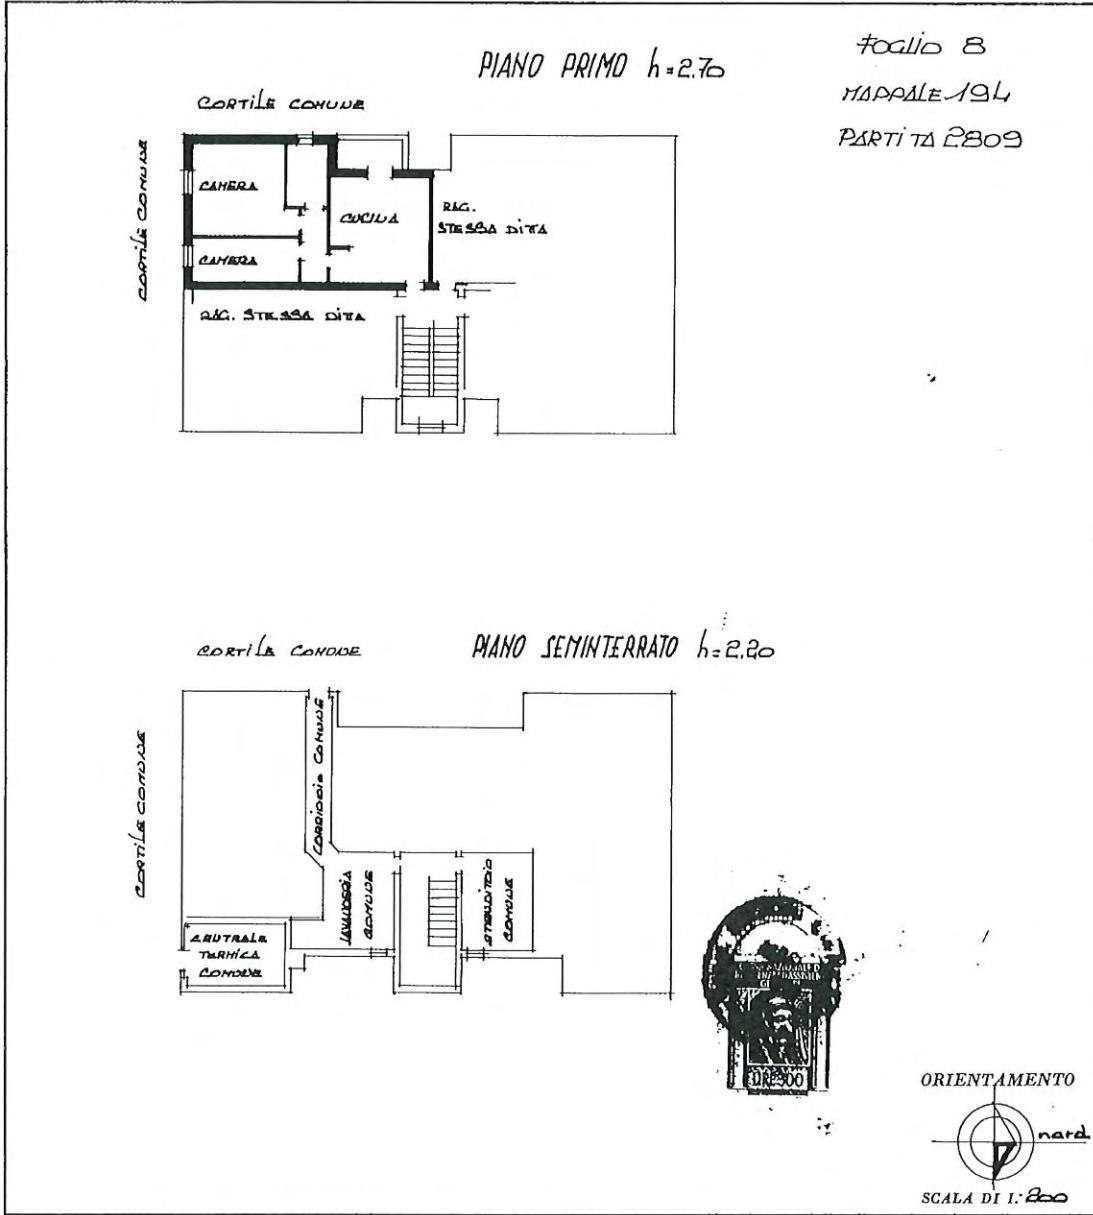 PIANO PRIMO h=2.70
FOGLIO 8
MAPPALE 194
PARTITA 2809
CORTILE COMUNE
CORTILE COMUNE
CAMERA
CUCINA
RAG.
STESSA DITTA
CAMERA
RAG. STESSA DITTA
CORTILE COMUNE
PIANO SEMINTERRATO h=2.20
CORTILE COMUNE
CORRIDOIO COMUNE
LAVANDERIA
COMUNE
STENDITOIO
COMUNE
CENTRALE
TERMICA
COMUNE
ORIENTAMENTO
nord
SCALA DI 1:200